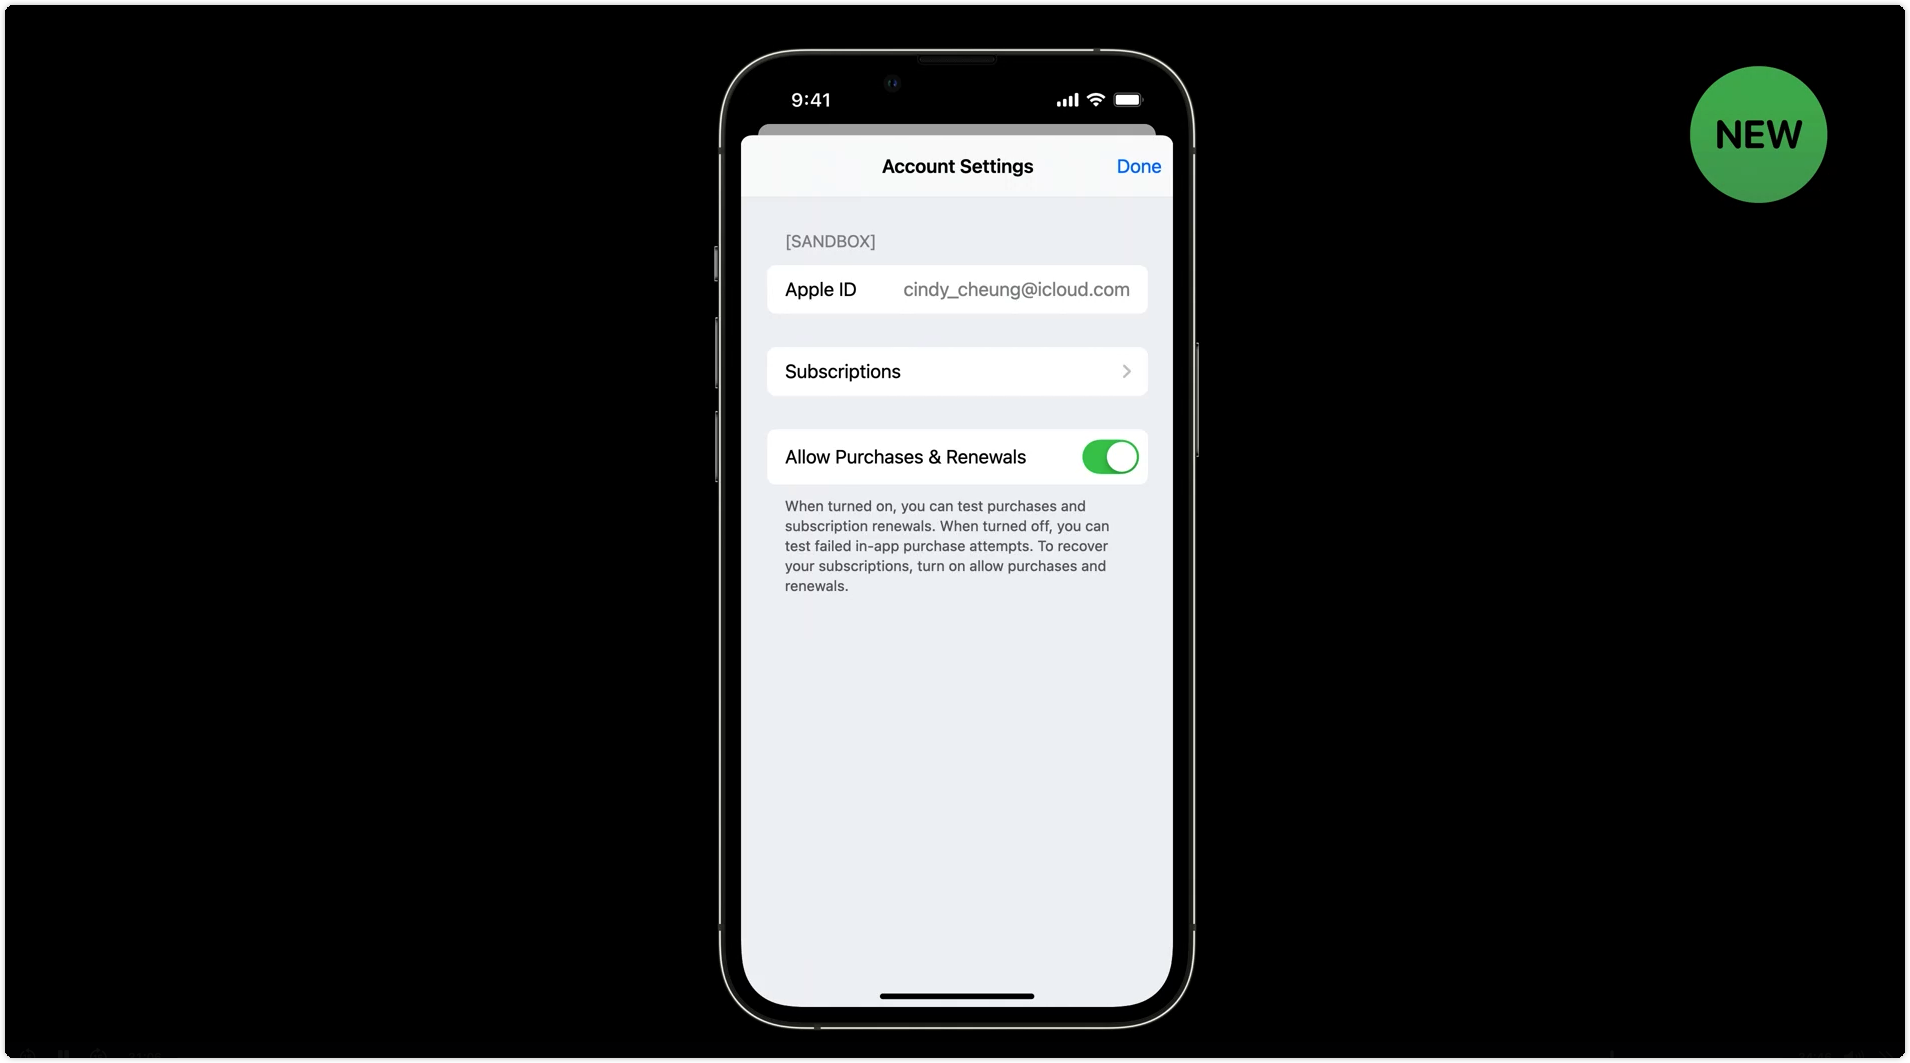 9:41
NEW
Account Settings
Done
[SANDBOX]
Apple ID cindy_cheung@icloud.com
Subscriptions
Allow Purchases & Renewals
When turned on, you can test purchases and
subscription renewals. When turned off, you can
test failed in-app purchase attempts. To recover
your subscriptions, turn on allow purchases and
renewals.